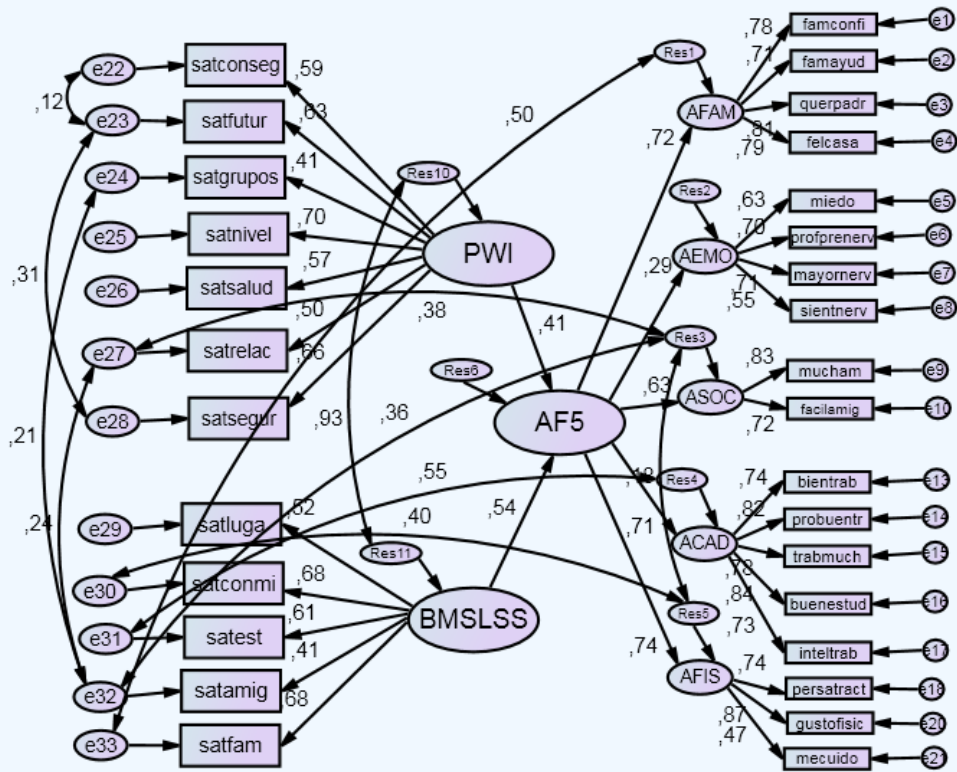 e22
satconseg
,59
,12
e23
satfutur
,63
e24
satgrupos
,41
e25
satnivel
,70
,31
e26
satsalud
,57
,50
e27
satrelac
,66
e28
satsegur
,21
,24
e29
satluga
,52
e30
satconmi
,68
e31
satest
,61
,41
e32
satamig
,68
e33
satfam
Res10
PWI
,50
,38
,41
Res6
AF5
,93
,36
,55
,40
,54
Res11
BMSLSS
,72
,29
,63
,18
,71
,74
Res1
AFAM
,78
famconfi
e1
,71
famayud
e2
querpadr
e3
,81
,79
felcasa
e4
Res2
AEMO
,63
miedo
e5
,70
profprenerv
e6
,71
mayornerv
e7
,55
sientnerv
e8
Res3
ASOC
,83
mucham
e9
,72
facilamig
e10
Res4
ACAD
,74
bientrab
e13
,82
probuentr
e14
trabmuch
e15
,78
,84
buenestud
e16
,73
inteltrab
e17
Res5
AFIS
,74
persatract
e18
,87
gustofisic
e20
,47
mecuido
e21